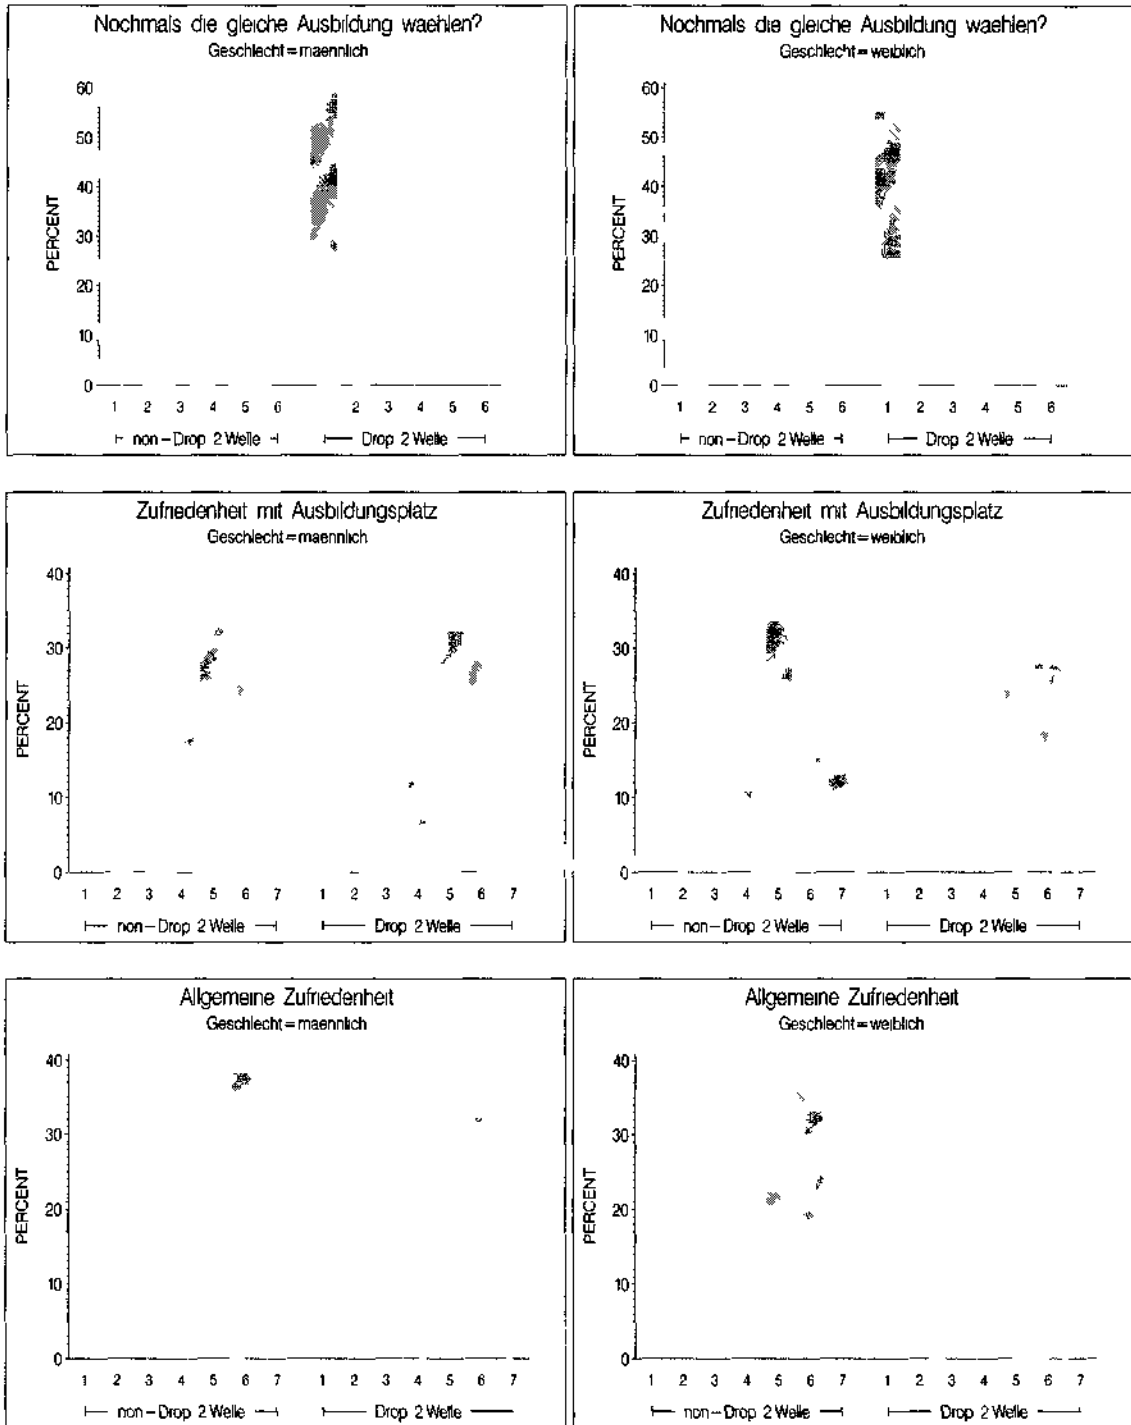 Nochmals die gleiche Ausbildung waehlen?
Geschlecht=maennlich
60
50
40
30
20
10
0
PERCENT
1 2 3 4 5 6 2 3 4 5 6
non-Drop 2 Welle Drop 2 Welle
Nochmals die gleiche Ausbildung waehlen?
Geschlecht=weiblich
60
50
40
30
20
10
0
PERCENT
1 2 3 4 5 6 1 2 3 4 5 6
non-Drop 2 Welle Drop 2 Welle
Zufriedenheit mit Ausbildungsplatz
Geschlecht=maennlich
40
30
20
10
0
PERCENT
1 2 3 4 5 6 7 1 2 3 4 5 6 7
non-Drop 2 Welle Drop 2 Welle
Zufriedenheit mit Ausbildungsplatz
Geschlecht=weiblich
40
30
20
10
0
PERCENT
1 2 3 4 5 6 7 1 2 3 4 5 6 7
non-Drop 2 Welle Drop 2 Welle
Allgemeine Zufriedenheit
Geschlecht=maennlich
40
30
20
10
0
PERCENT
1 2 3 4 5 6 7 1 2 3 4 5 6 7
non-Drop 2 Welle Drop 2 Welle
Allgemeine Zufriedenheit
Geschlecht=weiblich
40
30
20
10
0
PERCENT
1 2 3 4 5 6 7 1 2 3 4 5 6 7
non-Drop 2 Welle Drop 2 Welle